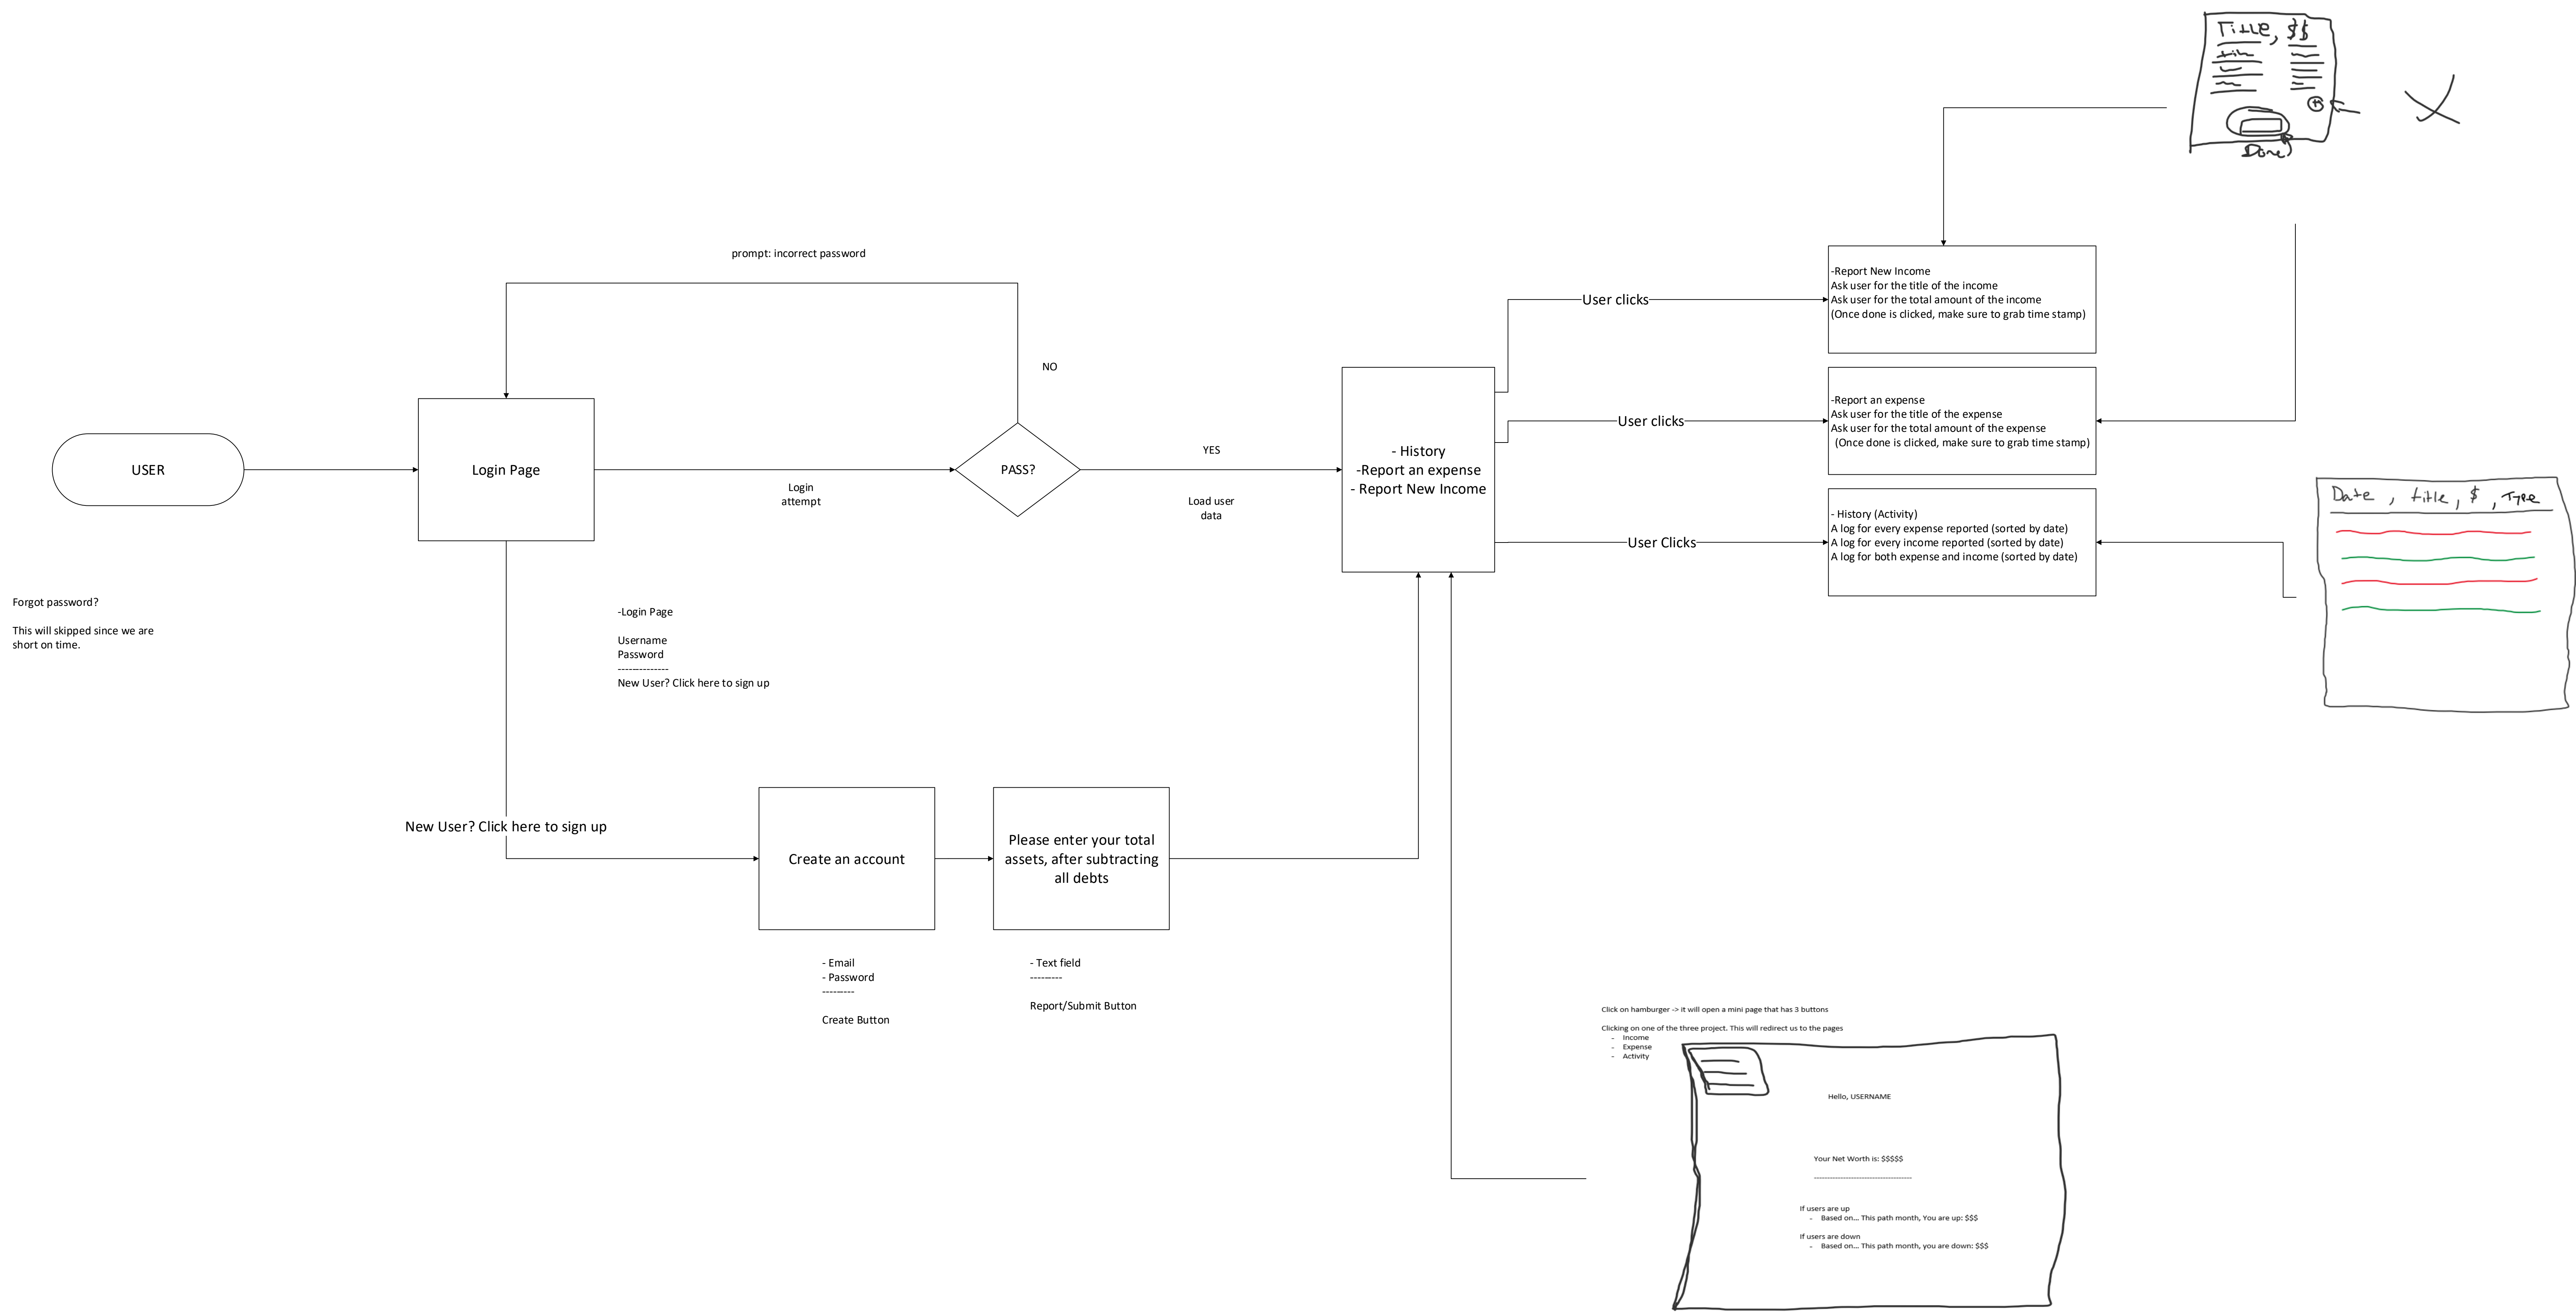 Title, $$
Done
prompt: incorrect password
NO
USER
Login Page
Login
attempt
PASS?
YES
Load user
data
- History
-Report an expense
- Report New Income
User clicks
User clicks
User Clicks
-Report New Income
Ask user for the title of the income
Ask user for the total amount of the income
(Once done is clicked, make sure to grab time stamp)
-Report an expense
Ask user for the title of the expense
Ask user for the total amount of the expense
(Once done is clicked, make sure to grab time stamp)
- History (Activity)
A log for every expense reported (sorted by date)
A log for every income reported (sorted by date)
A log for both expense and income (sorted by date)
Date , title , $ , Type
Forgot password?
This will skipped since we are
short on time.
-Login Page
Username
Password
--------------
New User? Click here to sign up
New User? Click here to sign up
Create an account
Please enter your total
assets, after subtracting
all debts
- Email
- Password
---------
Create Button
- Text field
---------
Report/Submit Button
Click on hamburger -> it will open a mini page that has 3 buttons
Clicking on one of the three project. This will redirect us to the pages
- Income
- Expense
- Activity
Hello, USERNAME
Your Net Worth is: $$$$$
------------------------------------
If users are up
- Based on... This path month, You are up: $$$
If users are down
- Based on... This path month, you are down: $$$